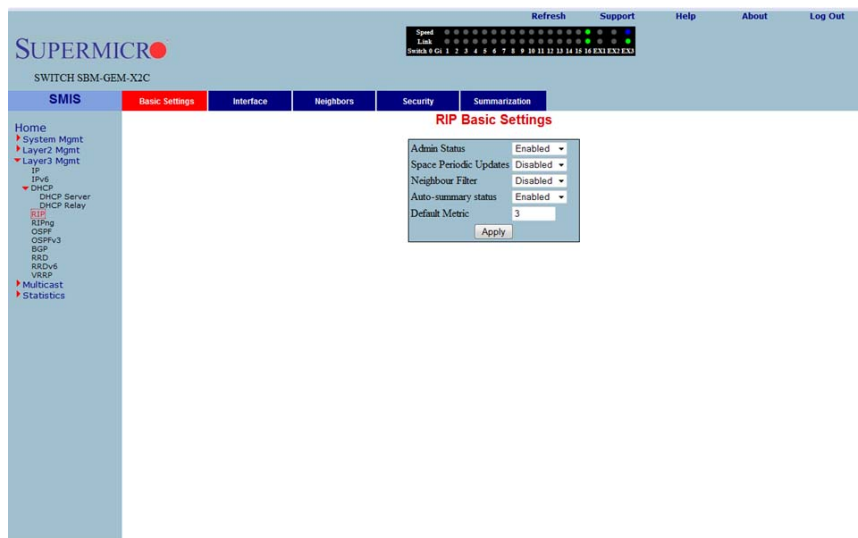 Refresh Support Help About Log Out
Speed
Link
Switch 0 Gi 1 2 3 4 5 6 7 8 9 10 11 12 13 14 15 16 EX1 EX2 EX3
SUPERMICRO
SWITCH SBM-GEM-X2C
SMIS
Basic Settings Interface Neighbors Security Summarization
Home
System Mgmt
Layer2 Mgmt
Layer3 Mgmt
IP
IPv6
DHCP
DHCP Server
DHCP Relay
RIP
RIPng
OSPF
OSPFv3
BGP
RRD
RRDv6
VRRP
Multicast
Statistics
RIP Basic Settings
Admin Status Enabled
Space Periodic Updates Disabled
Neighbour Filter Disabled
Auto-summary status Enabled
Default Metric 3
Apply